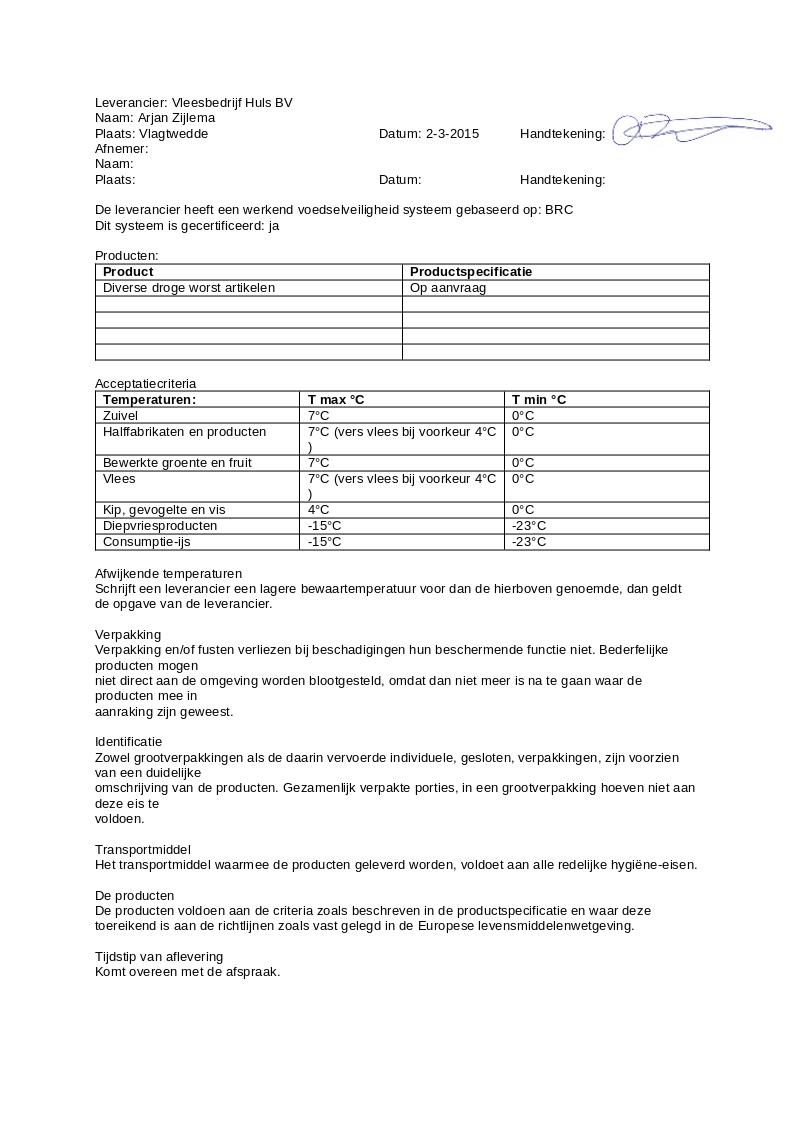 Leverancier: Vleesbedrijf Huls BV
Naam: Arjan Zijlema
Plaats: Vlagtwedde Datum: 2-3-2015 Handtekening:
Afnemer:
Naam:
Plaats: Datum: Handtekening:
De leverancier heeft een werkend voedselveiligheid systeem gebaseerd op: BRC
Dit systeem is gecertificeerd: ja
Producten:
Product Productspecificatie
Diverse droge worst artikelen Op aanvraag
Acceptatiecriteria
Temperaturen: T max °C T min °C
Zuivel 7°C 0°C
Halffabrikaten en producten 7°C (vers vlees bij voorkeur 4°C 0°C
)
Bewerkte groente en fruit 7°C 0°C
Vlees 7°C (vers vlees bij voorkeur 4°C 0°C
)
Kip, gevogelte en vis 4°C 0°C
Diepvriesproducten -15°C -23°C
Consumptie-ijs -15°C -23°C
Afwijkende temperaturen
Schrijft een leverancier een lagere bewaartemperatuur voor dan de hierboven genoemde, dan geldt
de opgave van de leverancier.
Verpakking
Verpakking en/of fusten verliezen bij beschadigingen hun beschermende functie niet. Bederfelijke
producten mogen
niet direct aan de omgeving worden blootgesteld, omdat dan niet meer is na te gaan waar de
producten mee in
aanraking zijn geweest.
Identificatie
Zowel grootverpakkingen als de daarin vervoerde individuele, gesloten, verpakkingen, zijn voorzien
van een duidelijke
omschrijving van de producten. Gezamenlijk verpakte porties, in een grootverpakking hoeven niet aan
deze eis te
voldoen.
Transportmiddel
Het transportmiddel waarmee de producten geleverd worden, voldoet aan alle redelijke hygiëne-eisen.
De producten
De producten voldoen aan de criteria zoals beschreven in de productspecificatie en waar deze
toereikend is aan de richtlijnen zoals vast gelegd in de Europese levensmiddelenwetgeving.
Tijdstip van aflevering
Komt overeen met de afspraak.